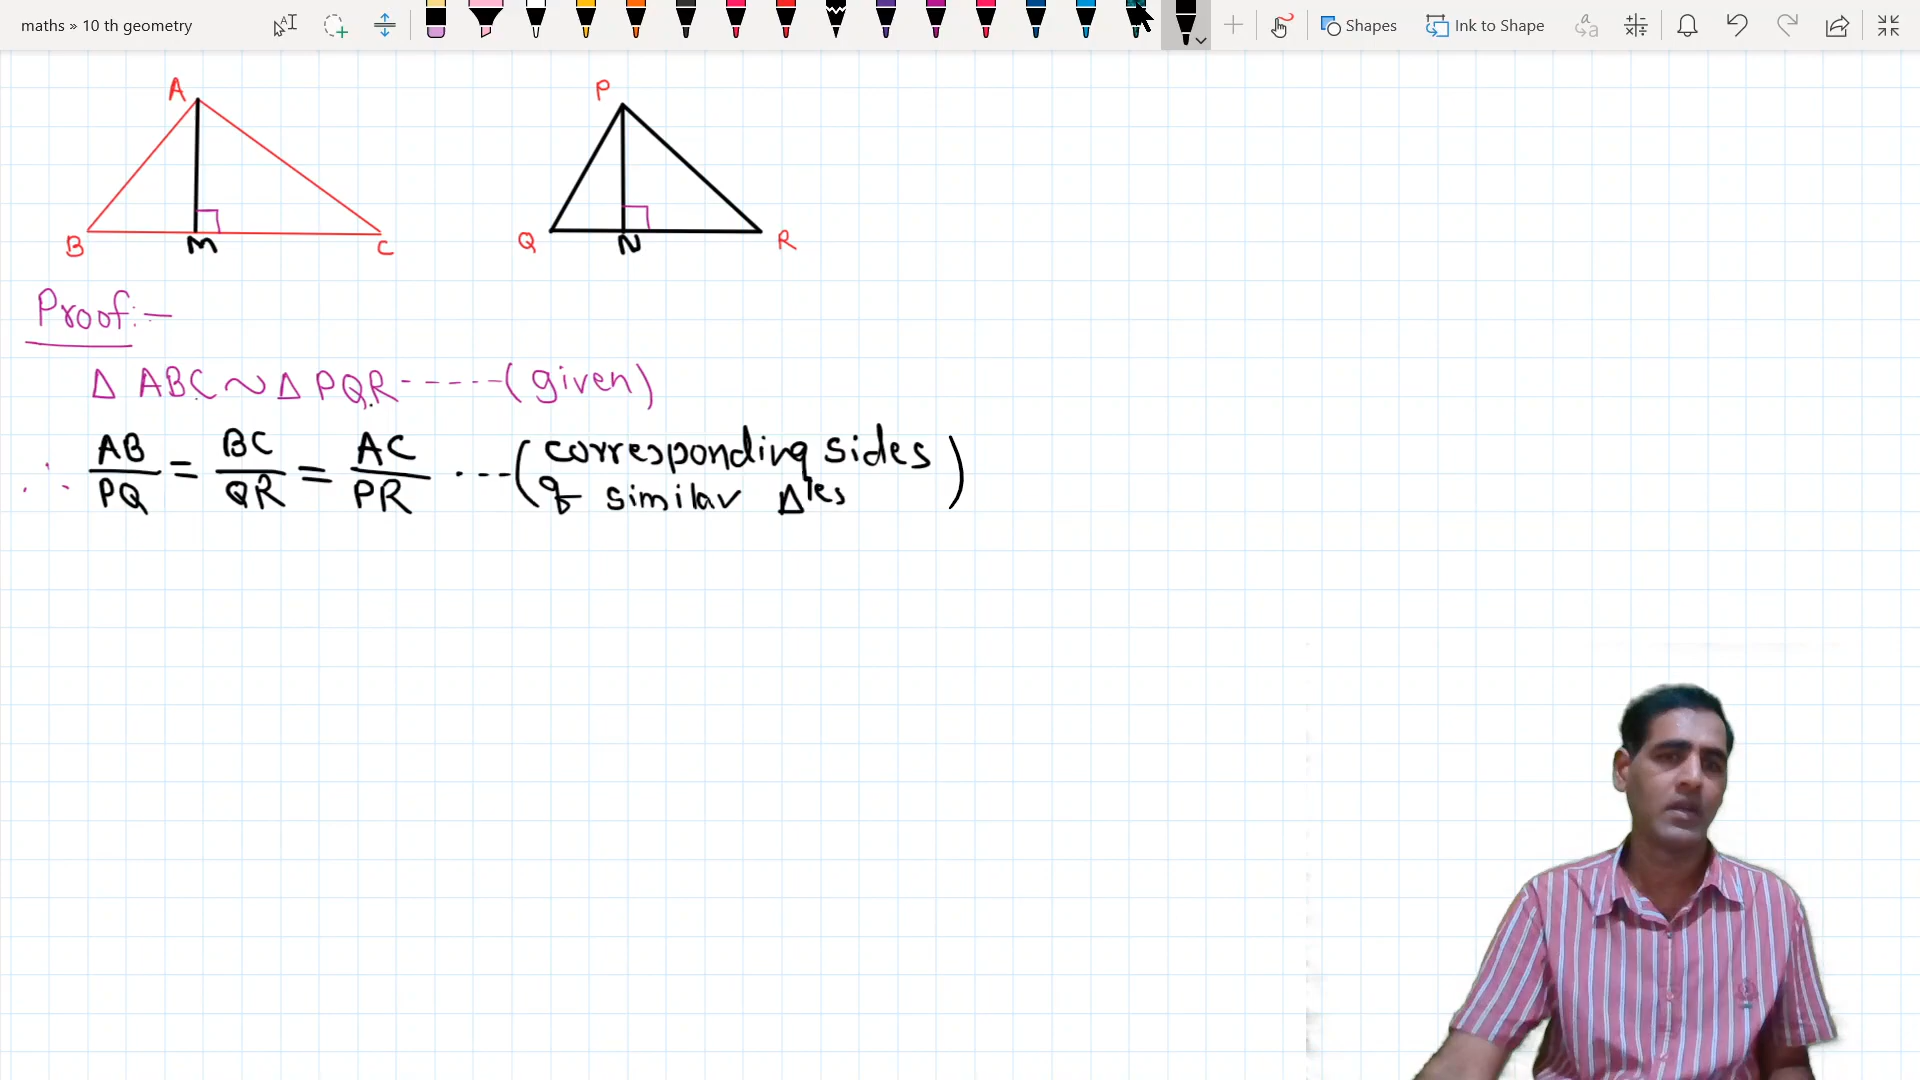 maths » 10 th geometry
Shapes
Ink to Shape
A
P
B
M
C
Q
N
R
Proof:-
Δ ABC ~ Δ PQR ------(given)
∴ AB/PQ = BC/QR = AC/PR ----(corresponding sides
of similar Δles)